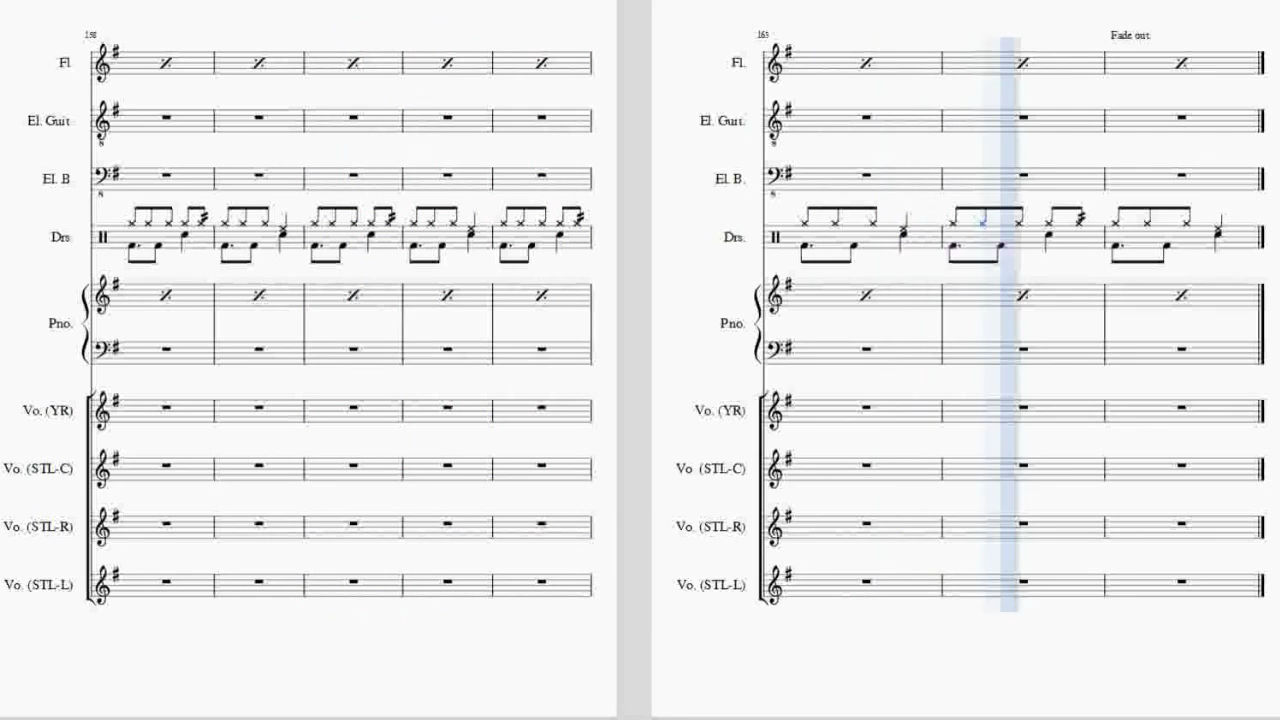 158
Fl
El. Guit
El. B
Drs.
Pno.
Vo. (YR)
Vo. (STL-C)
Vo. (STL-R)
Vo. (STL-L)
163
Fade out
Fl.
El. Guit.
El. B.
Drs.
Pno.
Vo. (YR)
Vo (STL-C)
Vo. (STL-R)
Vo. (STL-L)